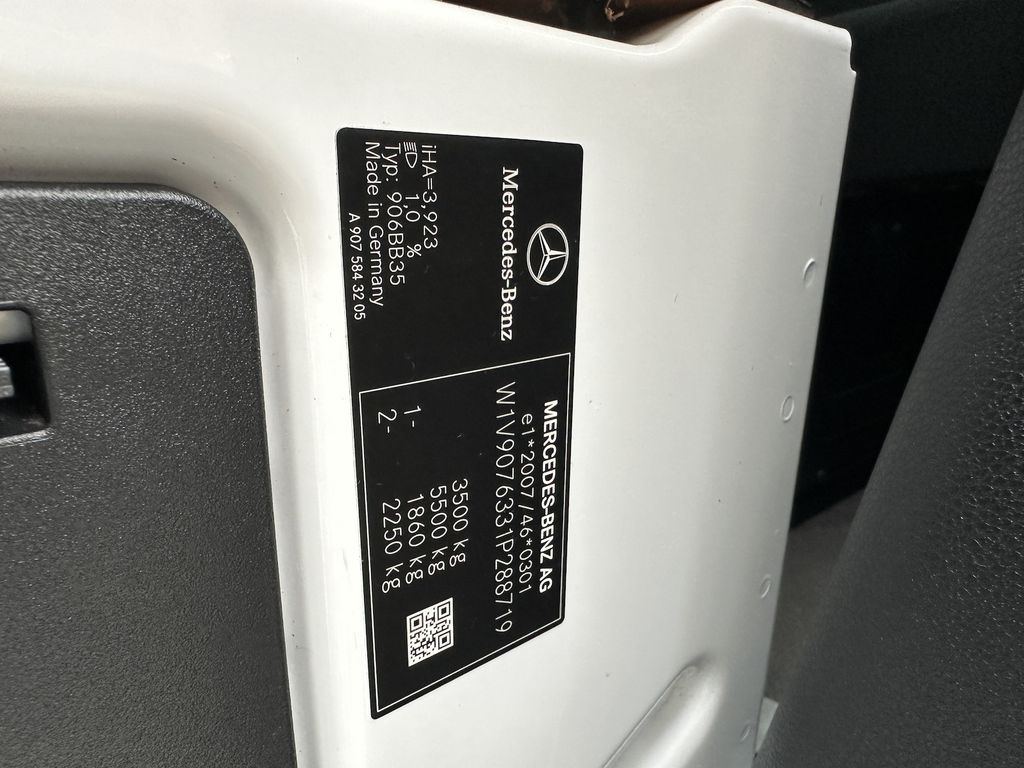 Mercedes-Benz
iHA=3,923
1,0 %
Typ: 906BB35
Made in Germany
A 907 584 32 05
MERCEDES-BENZ AG
e1*2007/46*0301
W1V9076331P288719
3500 kg
5500 kg
1- 1860 kg
2- 2250 kg